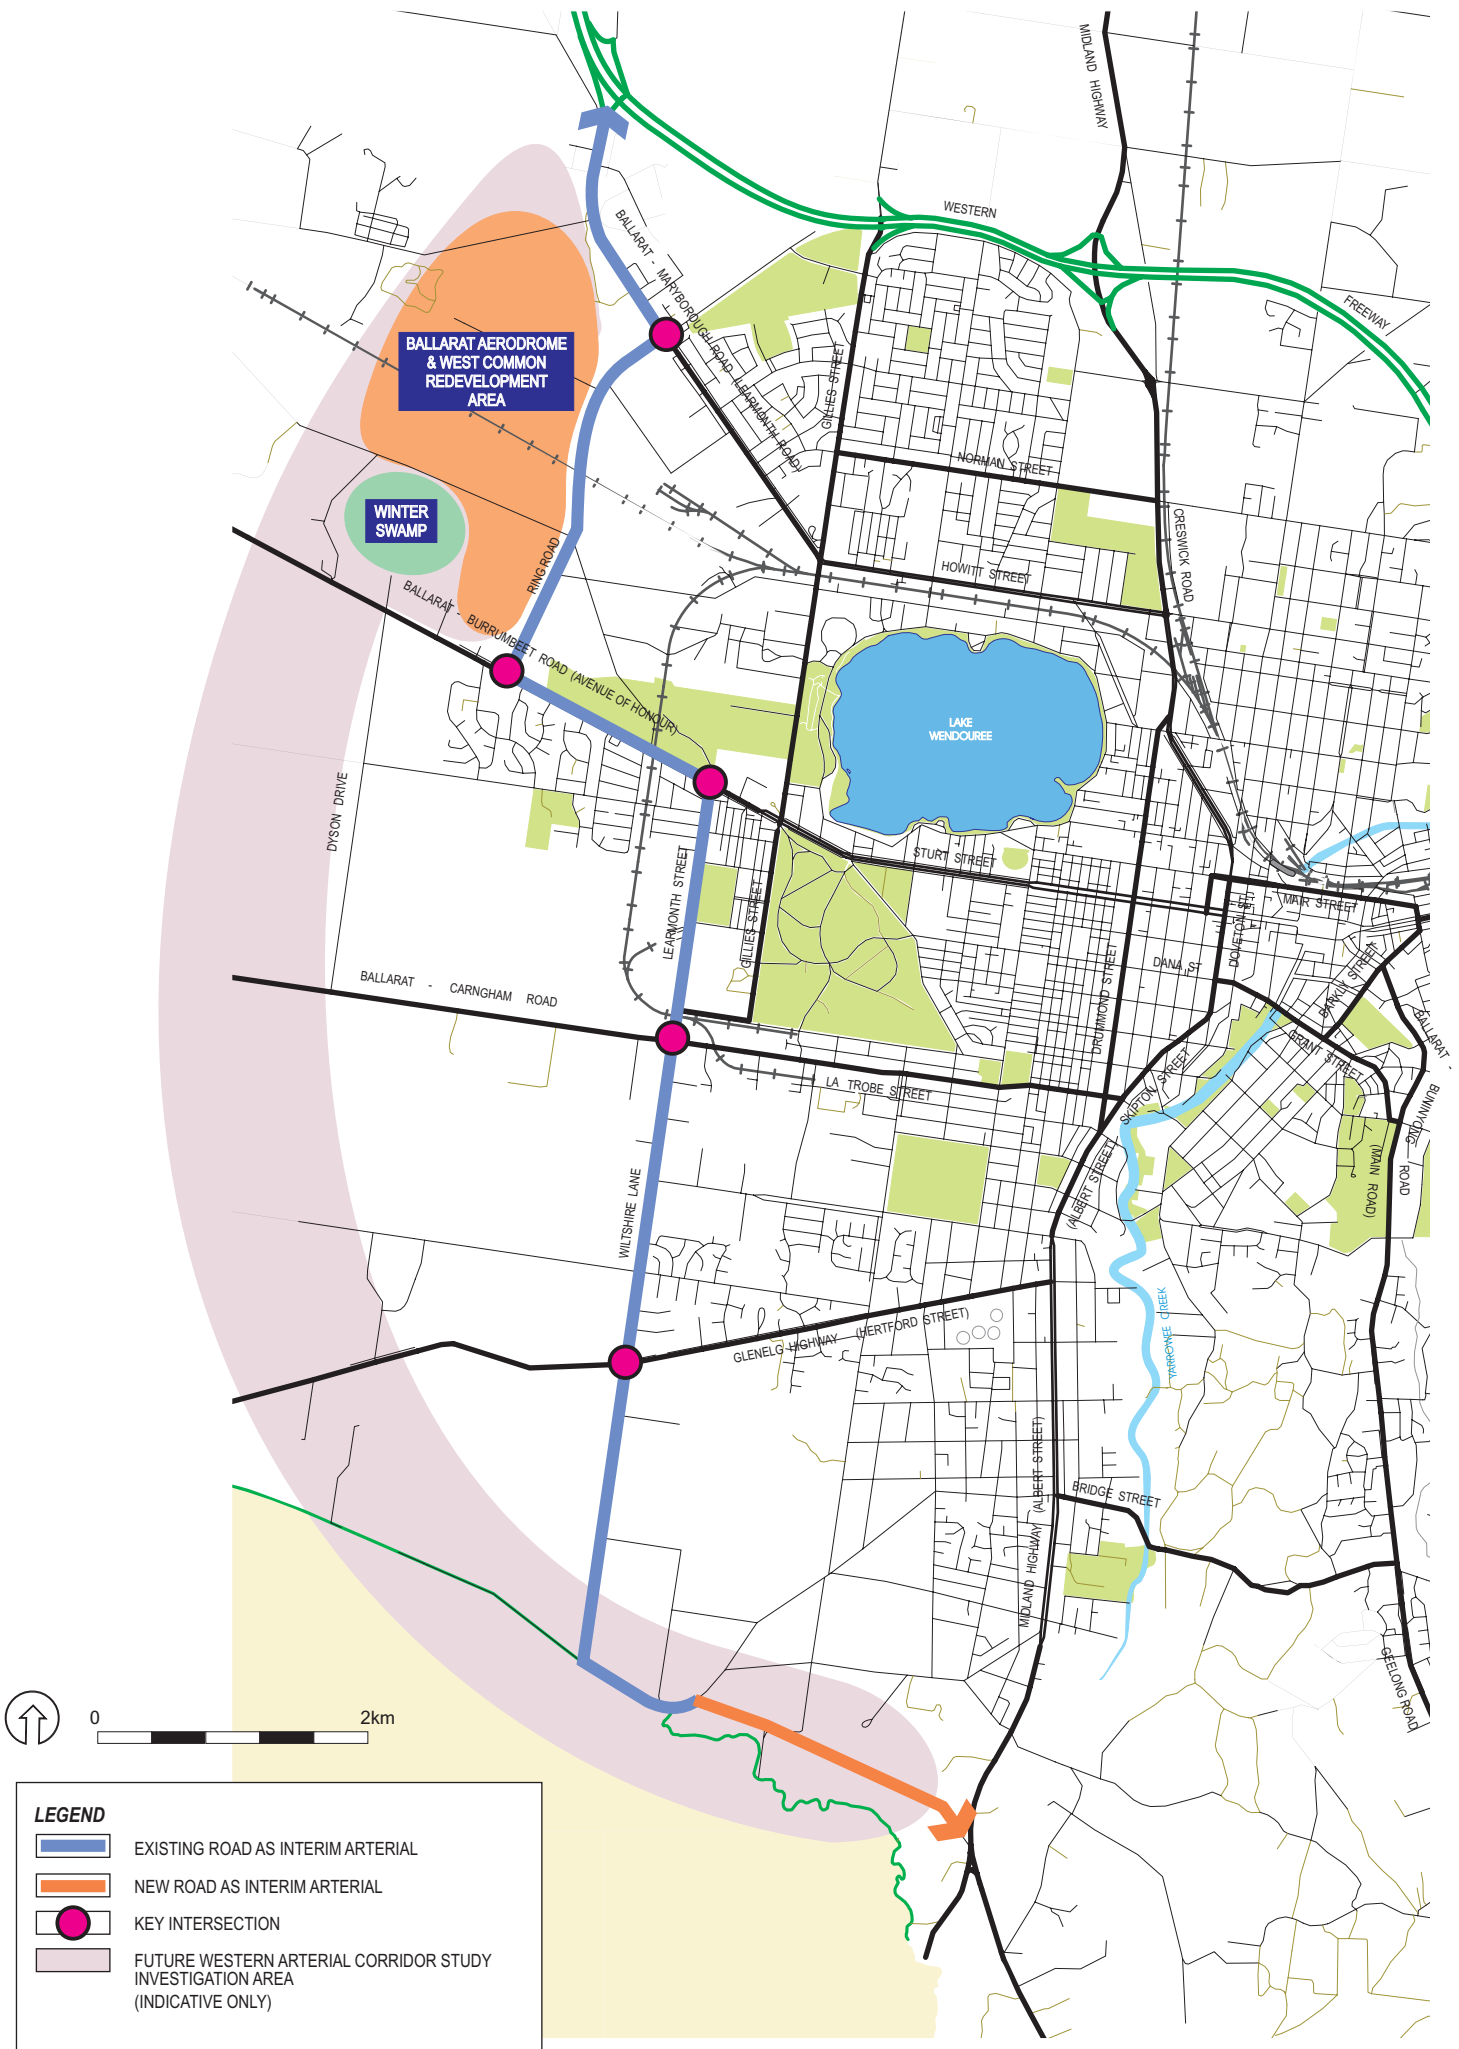 MIDLAND HIGHWAY
WESTERN
FREEWAY
BALLARAT - MARYBOROUGH ROAD (LEARMONTH ROAD)
GILLIES STREET
BALLARAT AERODROME
& WEST COMMON
REDEVELOPMENT
AREA
NORMAN STREET
WINTER
SWAMP
CRESWICK ROAD
RING ROAD
HOWITT STREET
BALLARAT - BURRUMBEET ROAD (AVENUE OF HONOUR)
LAKE
WENDOUREE
DYSON DRIVE
LEARMONTH STREET
GILLIES STREET
STURT STREET
MAIR STREET
DOVETON ST
DANA ST
BARKLY STREET
DRUMMOND STREET
BALLARAT - CARNGHAM ROAD
GRANT STREET
BALLARAT - BUNINYONG ROAD
(MAIN ROAD)
SKIPTON STREET
LA TROBE STREET
(ALBERT STREET)
WILTSHIRE LANE
YARROWEE CREEK
GLENELG HIGHWAY (HERTFORD STREET)
MIDLAND HIGHWAY (ALBERT STREET)
BRIDGE STREET
GEELONG ROAD
0 2km
LEGEND
EXISTING ROAD AS INTERIM ARTERIAL
NEW ROAD AS INTERIM ARTERIAL
KEY INTERSECTION
FUTURE WESTERN ARTERIAL CORRIDOR STUDY
INVESTIGATION AREA
(INDICATIVE ONLY)